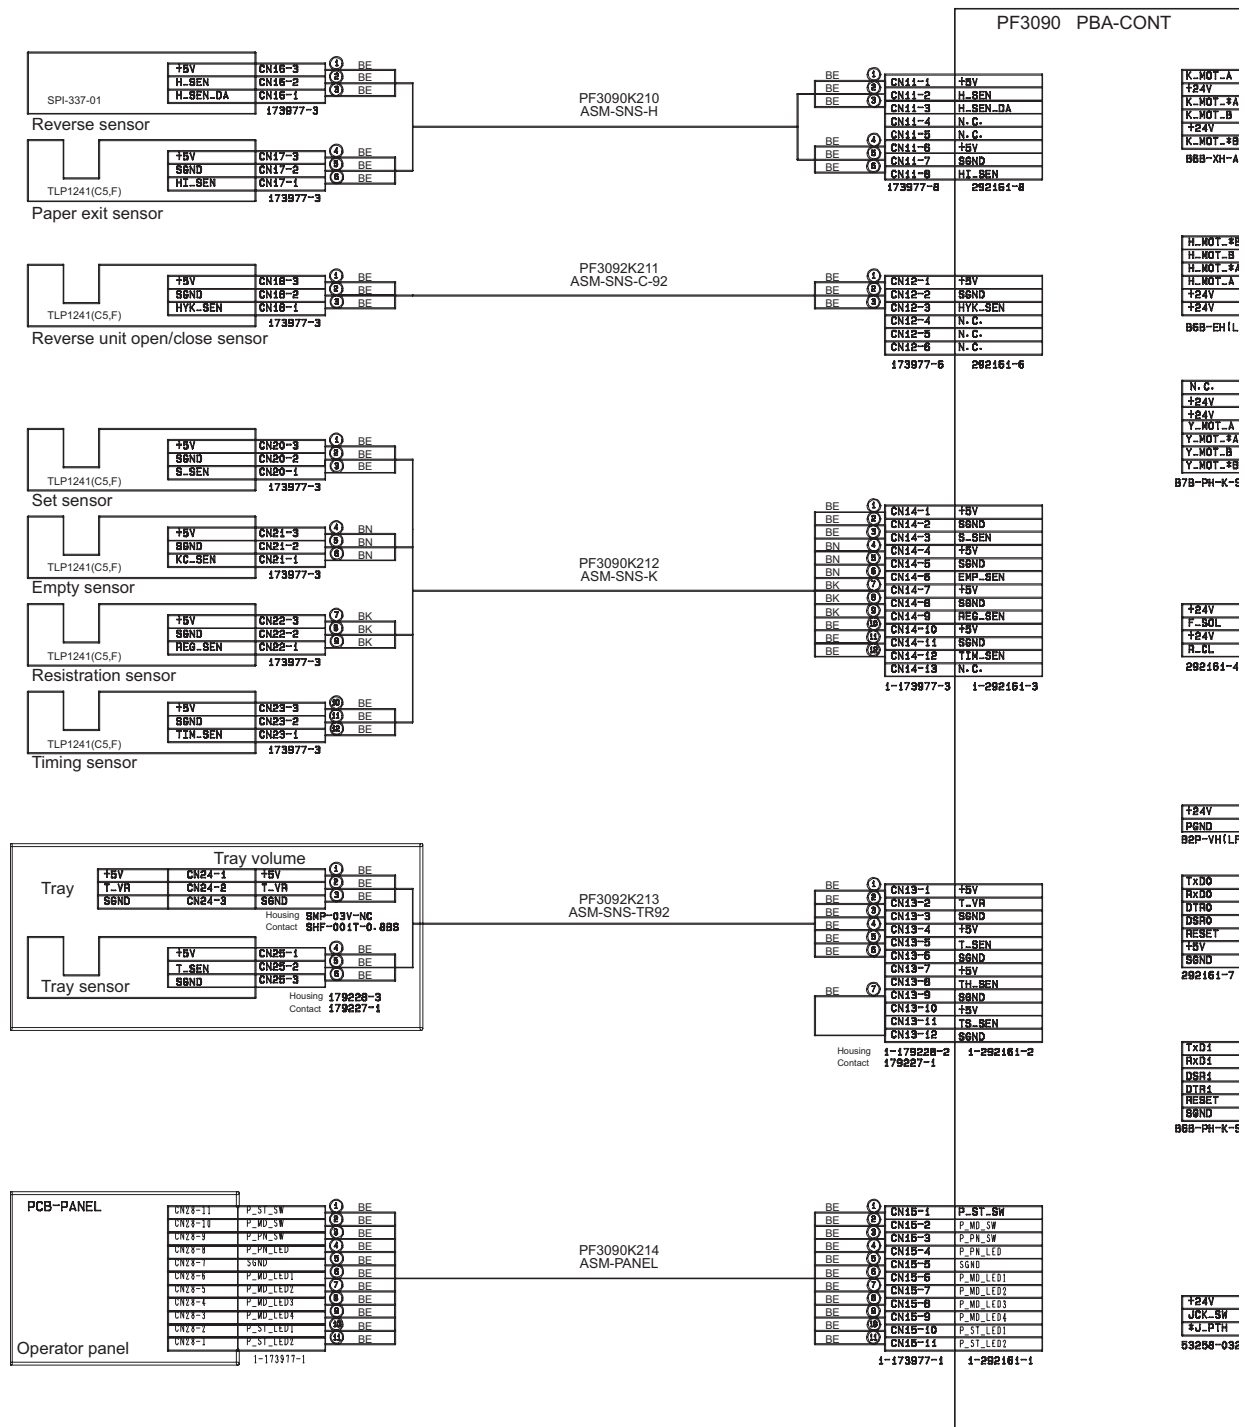 PF3090 PBA-CONT
+5V CN16-3 ① BE
H_SEN CN16-2 ② BE
H_SEN_DA CN16-1 ③ BE
SPI-337-01
173977-3
Reverse sensor
+5V CN17-3 ④ BE
SGND CN17-2 ⑤ BE
HI_SEN CN17-1 ⑥ BE
TLP1241(C5,F)
173977-3
Paper exit sensor
PF3090K210
ASM-SNS-H
BE ① CN11-1 +5V
BE ② CN11-2 H_SEN
BE ③ CN11-3 H_SEN_DA
CN11-4 N.C.
CN11-5 N.C.
BE ④ CN11-6 +5V
BE ⑤ CN11-7 SGND
BE ⑥ CN11-8 HI_SEN
173977-8 292161-8
K_MOT_A
+24V
K_MOT_*A
K_MOT_B
+24V
K_MOT_*B
B6B-XH-A
+5V CN18-3 ① BE
SGND CN18-2 ② BE
HYK_SEN CN18-1 ③ BE
TLP1241(C5,F)
173977-3
Reverse unit open/close sensor
PF3092K211
ASM-SNS-C-92
BE ① CN12-1 +5V
BE ② CN12-2 SGND
BE ③ CN12-3 HYK_SEN
CN12-4 N.C.
CN12-5 N.C.
CN12-6 N.C.
173977-6 292161-6
H_MOT_*B
H_MOT_B
H_MOT_*A
H_MOT_A
+24V
+24V
B6B-EH(L
N.C.
+24V
+24V
Y_MOT_A
Y_MOT_*A
Y_MOT_B
Y_MOT_*B
B7B-PH-K-S
+5V CN20-3 ① BE
SGND CN20-2 ② BE
S_SEN CN20-1 ③ BE
TLP1241(C5,F)
173977-3
Set sensor
+5V CN21-3 ④ BN
SGND CN21-2 ⑤ BN
KC_SEN CN21-1 ⑥ BN
TLP1241(C5,F)
173977-3
Empty sensor
+5V CN22-3 ⑦ BK
SGND CN22-2 ⑧ BK
REG_SEN CN22-1 ⑨ BK
TLP1241(C5,F)
173977-3
Resistration sensor
+5V CN23-3 ⑩ BE
SGND CN23-2 ⑪ BE
TIM_SEN CN23-1 ⑫ BE
TLP1241(C5,F)
173977-3
Timing sensor
PF3090K212
ASM-SNS-K
BE ① CN14-1 +5V
BE ② CN14-2 SGND
BE ③ CN14-3 S_SEN
BN ④ CN14-4 +5V
BN ⑤ CN14-5 SGND
BN ⑥ CN14-6 EMP_SEN
BK ⑦ CN14-7 +5V
BK ⑧ CN14-8 SGND
BK ⑨ CN14-9 REG_SEN
BE ⑩ CN14-10 +5V
BE ⑪ CN14-11 SGND
BE ⑫ CN14-12 TIM_SEN
CN14-13 N.C.
1-173977-3 1-292161-3
+24V
F_SOL
+24V
R_CL
292161-4
+24V
PGND
B2P-VH(LF
Tray volume
Tray
+5V CN24-1 +5V ① BE
T_VR CN24-2 T_VR ② BE
SGND CN24-3 SGND ③ BE
Housing SMP-03V-NC
Contact SHF-001T-0.8BS
+5V CN25-1 ④ BE
T_SEN CN25-2 ⑤ BE
SGND CN25-3 ⑥ BE
Tray sensor
Housing 179228-3
Contact 179227-1
PF3092K213
ASM-SNS-TR92
BE ① CN13-1 +5V
BE ② CN13-2 T_VR
BE ③ CN13-3 SGND
BE ④ CN13-4 +5V
BE ⑤ CN13-5 T_SEN
BE ⑥ CN13-6 SGND
CN13-7 +5V
CN13-8 TH_SEN
BE ⑦ CN13-9 SGND
CN13-10 +5V
CN13-11 TS_SEN
CN13-12 SGND
Housing 1-179228-2 1-292161-2
Contact 179227-1
TxD0
RxD0
DTR0
DSR0
RESET
+5V
SGND
292161-7
TxD1
RxD1
DSR1
DTR1
RESET
SGND
B6B-PH-K-S
PCB-PANEL
CN28-11 P_ST_SW ① BE
CN28-10 P_MD_SW ② BE
CN28-9 P_PN_SW ③ BE
CN28-8 P_PN_LED ④ BE
CN28-7 SGND ⑤ BE
CN28-6 P_MD_LED1 ⑥ BE
CN28-5 P_MD_LED2 ⑦ BE
CN28-4 P_MD_LED3 ⑧ BE
CN28-3 P_MD_LED4 ⑨ BE
CN28-2 P_ST_LED1 ⑩ BE
CN28-1 P_ST_LED2 ⑪ BE
Operator panel
1-173977-1
PF3090K214
ASM-PANEL
BE ① CN15-1 P_ST_SW
BE ② CN15-2 P_MD_SW
BE ③ CN15-3 P_PN_SW
BE ④ CN15-4 P_PN_LED
BE ⑤ CN15-5 SGND
BE ⑥ CN15-6 P_MD_LED1
BE ⑦ CN15-7 P_MD_LED2
BE ⑧ CN15-8 P_MD_LED3
BE ⑨ CN15-9 P_MD_LED4
BE ⑩ CN15-10 P_ST_LED1
BE ⑪ CN15-11 P_ST_LED2
1-173977-1 1-292161-1
+24V
JCK_SW
*J_PTH
53258-032